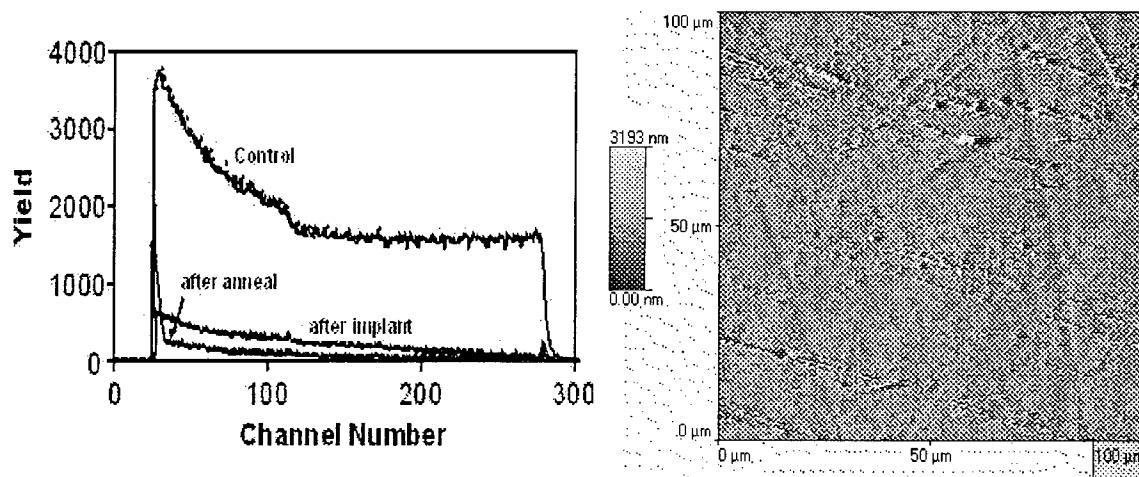 4000
3000
2000
1000
0
Yield
Control
after anneal
after implant
0
100
200
300
Channel Number
100 µm
3193 nm
50 µm
0.00 nm
0 µm
0 µm
50 µm
100 µm